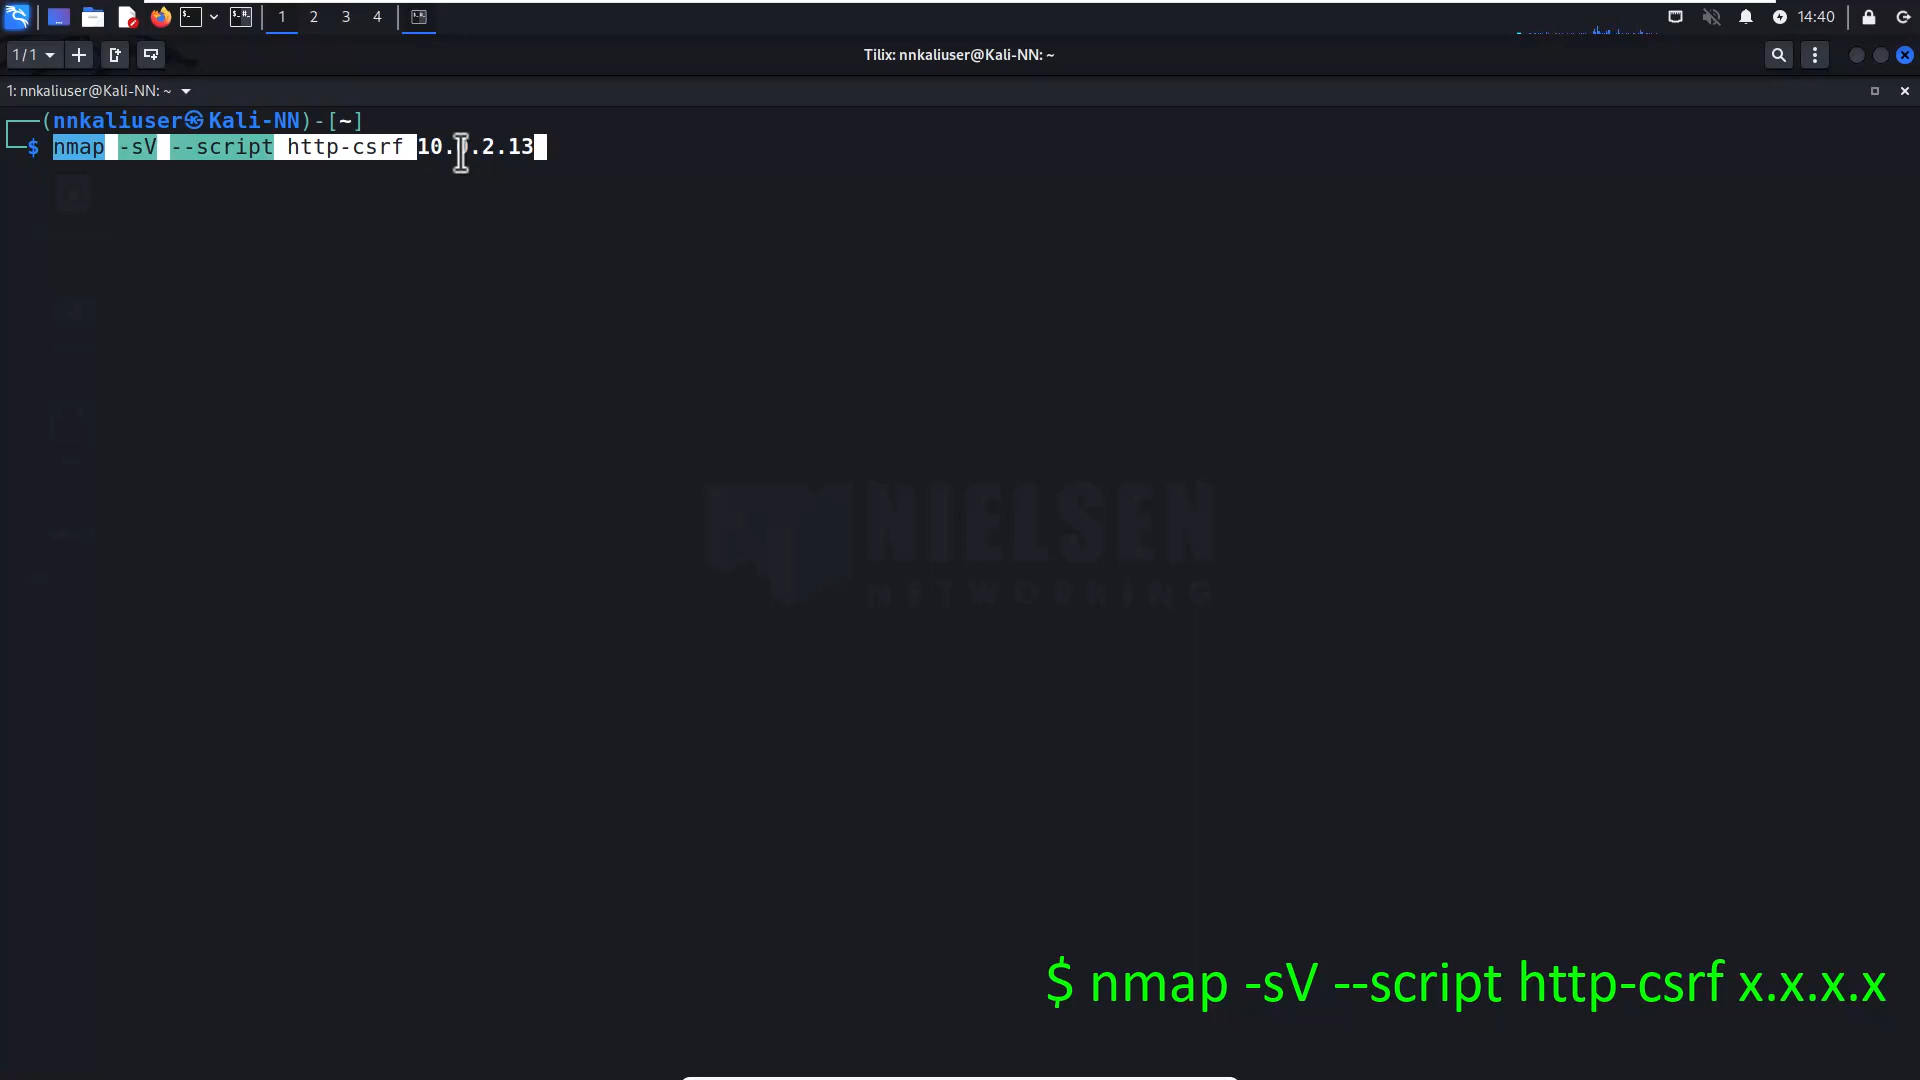 1 2 3 4 14:40
1/1 Tilix: nnkaliuser@Kali-NN: ~
1: nnkaliuser@Kali-NN: ~
(nnkaliuser㉿Kali-NN)-[~]
$ nmap -sV --script http-csrf 10. .2.13
NIELSEN
NETWORKING
$ nmap -sV --script http-csrf x.x.x.x